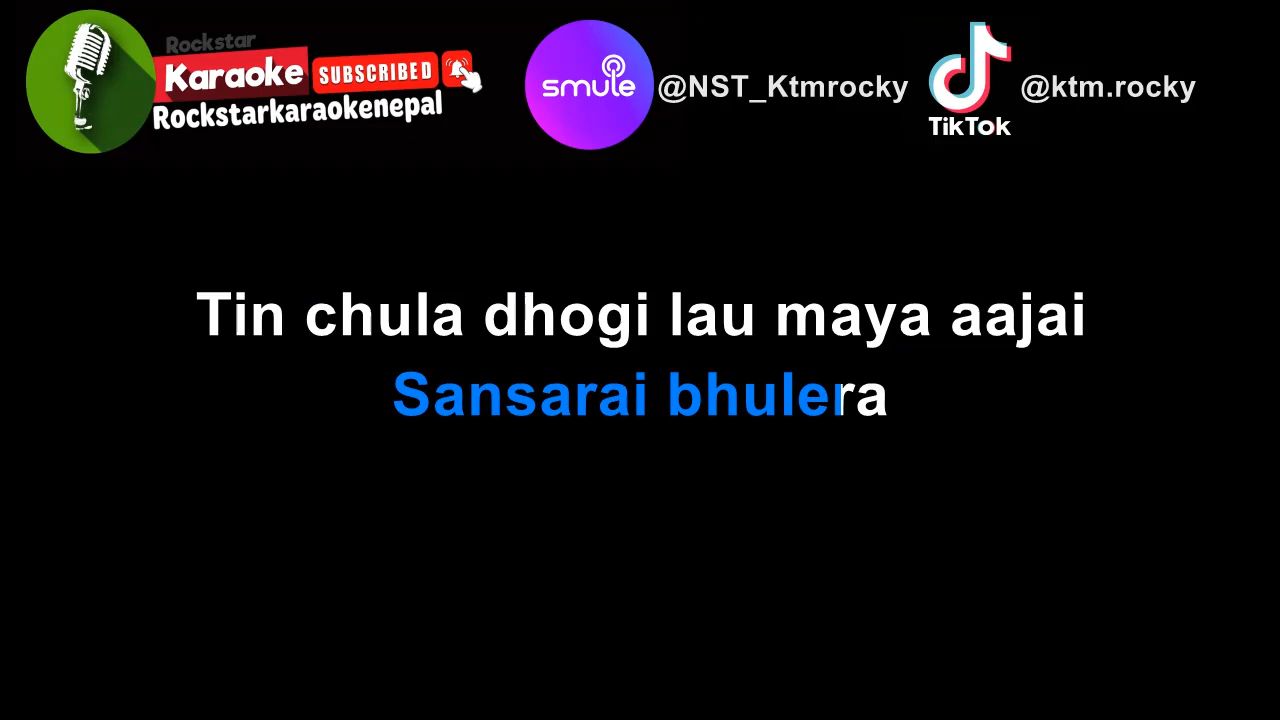 Rockstar
Karaoke SUBSCRIBED
Rockstarkaraokenepal
smule @NST_Ktmrocky
TikTok @ktm.rocky
Tin chula dhogi lau maya aajai
Sansarai bhulera